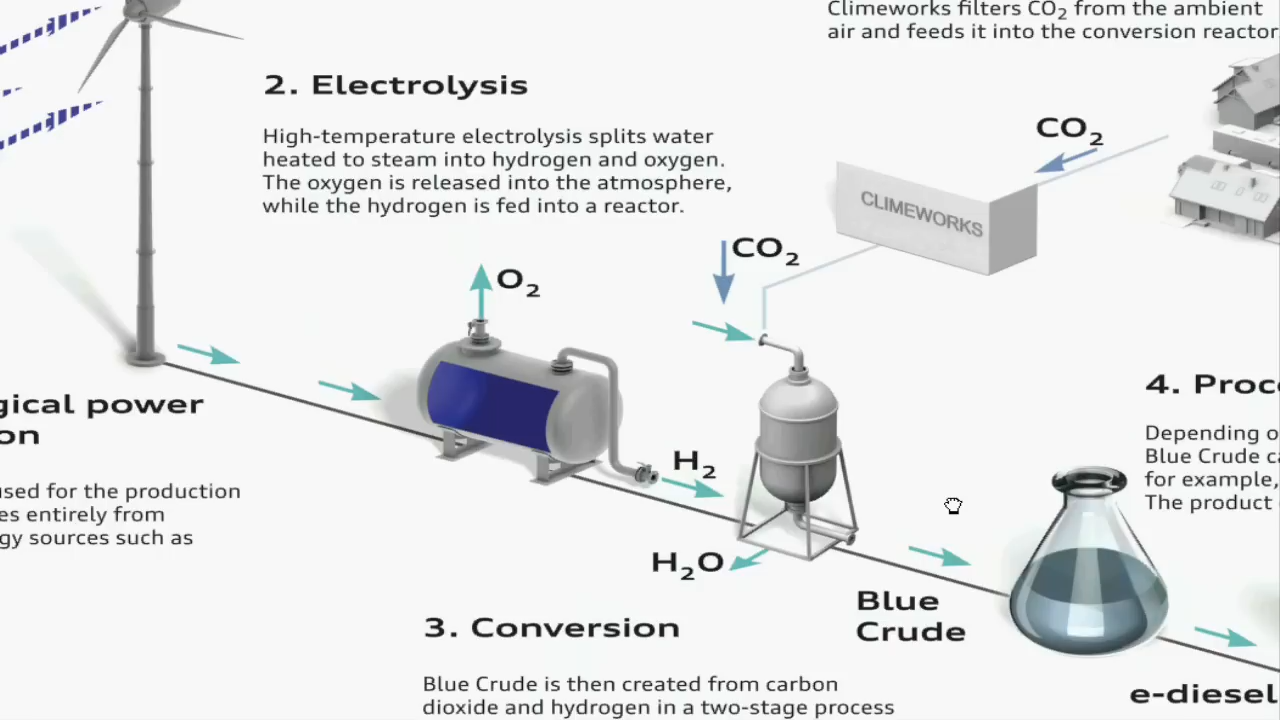 Climeworks filters CO2 from the ambient
air and feeds it into the conversion reactor
2. Electrolysis
High-temperature electrolysis splits water
heated to steam into hydrogen and oxygen.
The oxygen is released into the atmosphere,
while the hydrogen is fed into a reactor.
CO2
CLIMEWORKS
CO2
O2
gical power
on
used for the production
es entirely from
gy sources such as
H2
H2O
4. Proc
Depending o
Blue Crude ca
for example,
The product
Blue
Crude
3. Conversion
Blue Crude is then created from carbon
dioxide and hydrogen in a two-stage process
e-diesel